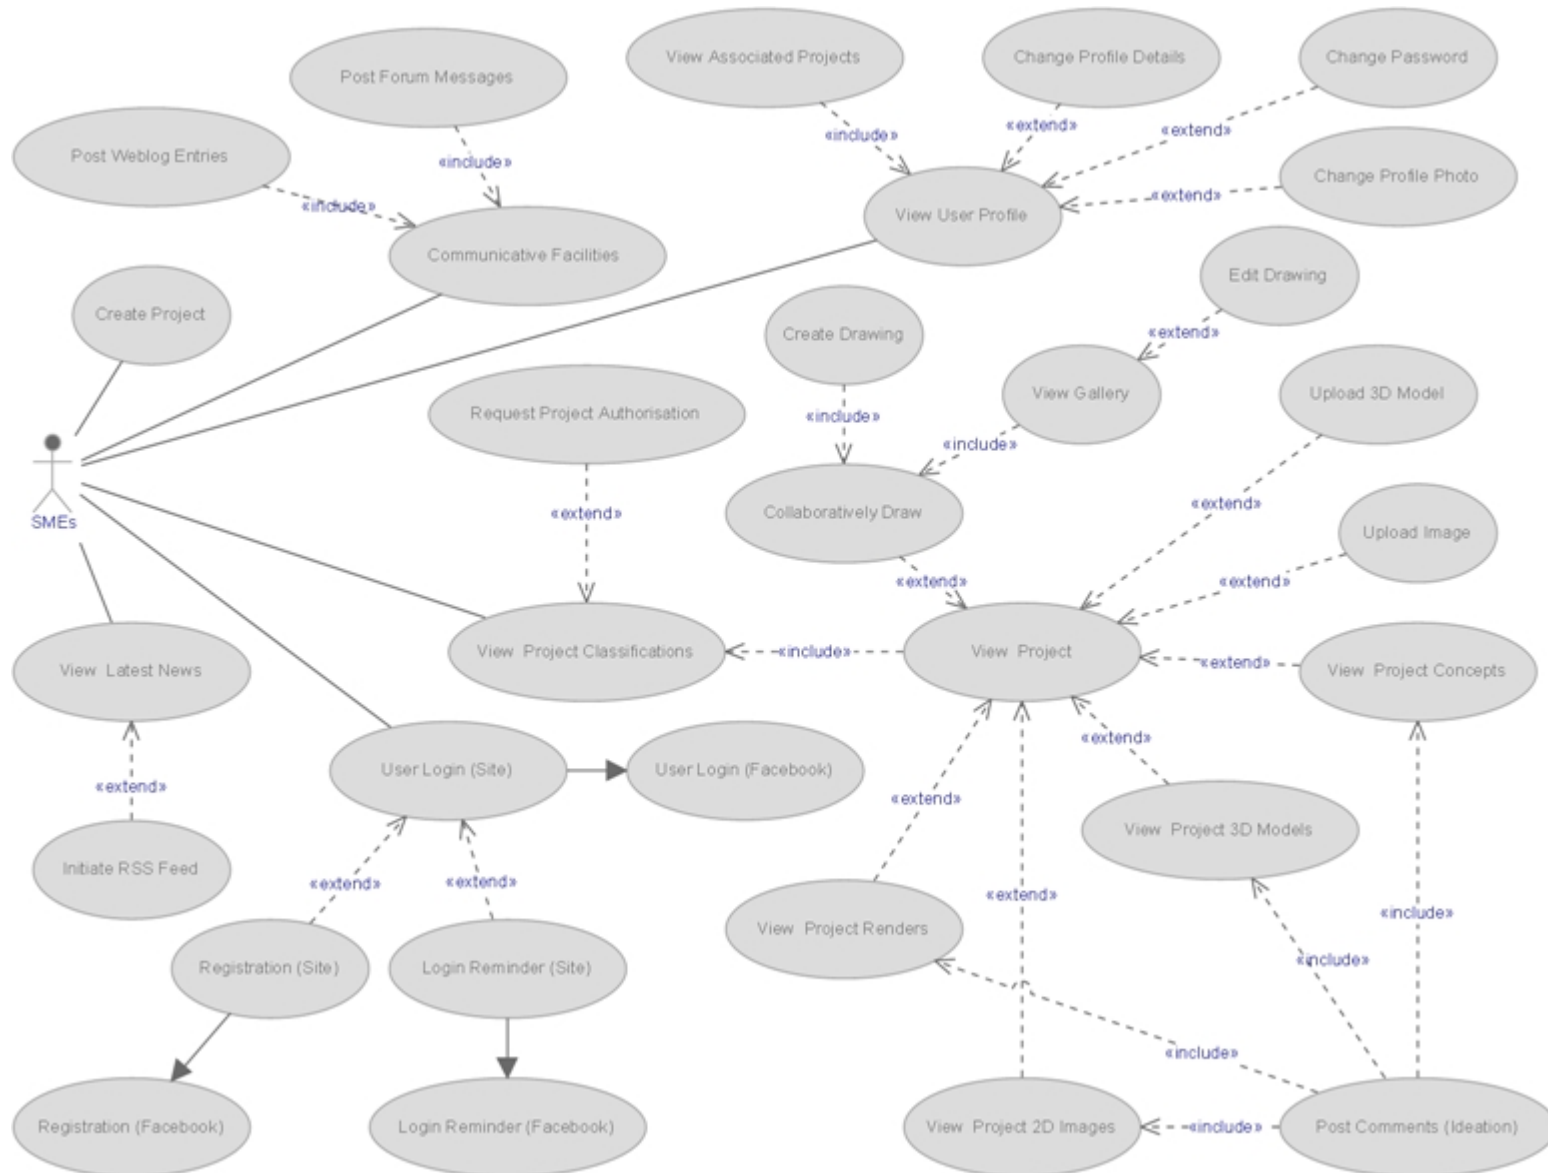 View Associated Projects
Change Profile Details
Change Password
Post Forum Messages
«include»
«extend»
«extend»
Post Weblog Entries
«include»
«include»
Change Profile Photo
«extend»
View User Profile
Communicative Facilities
Edit Drawing
Create Project
Create Drawing
«extend»
View Gallery
Upload 3D Model
Request Project Authorisation
«include»
«include»
«extend»
SMEs
«extend»
Collaboratively Draw
Upload Image
«extend»
«extend»
View Project Classifications
«include»
View Project
«extend»
View Project Concepts
View Latest News
«extend»
User Login (Site)
User Login (Facebook)
«extend»
«extend»
View Project 3D Models
Initiate RSS Feed
«extend»
«extend»
«extend»
«include»
View Project Renders
«include»
Registration (Site)
Login Reminder (Site)
«include»
Registration (Facebook)
Login Reminder (Facebook)
View Project 2D Images
«include»
Post Comments (Ideation)